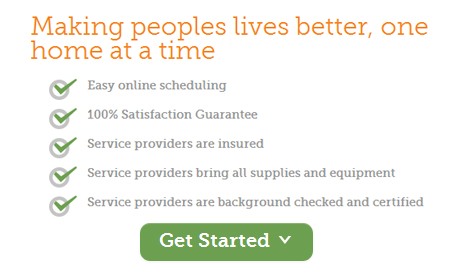 Making peoples lives better, one
home at a time
Easy online scheduling
100% Satisfaction Guarantee
Service providers are insured
Service providers bring all supplies and equipment
Service providers are background checked and certified
Get Started